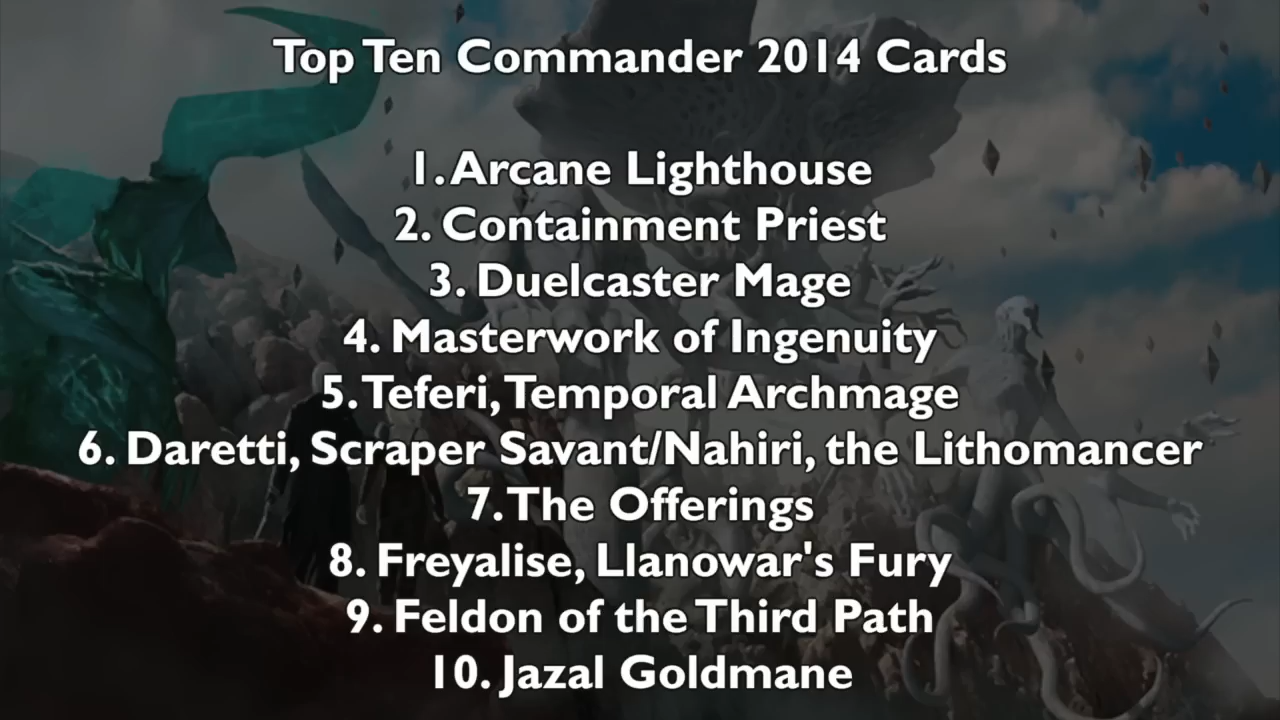 Top Ten Commander 2014 Cards
1. Arcane Lighthouse
2. Containment Priest
3. Duelcaster Mage
4. Masterwork of Ingenuity
5. Teferi, Temporal Archmage
6. Daretti, Scraper Savant/Nahiri, the Lithomancer
7. The Offerings
8. Freyalise, Llanowar's Fury
9. Feldon of the Third Path
10. Jazal Goldmane